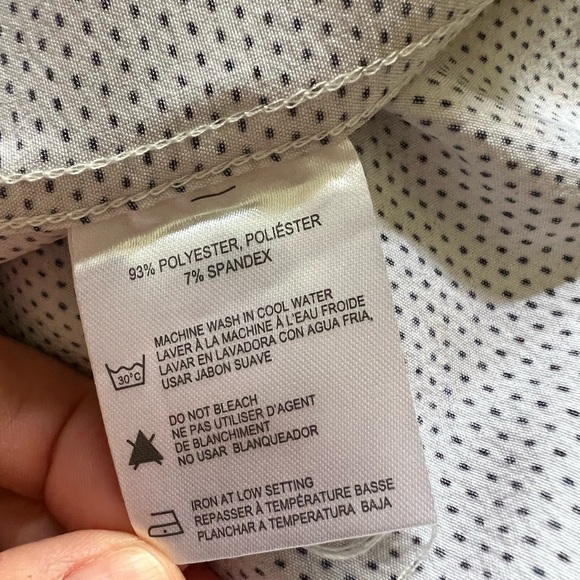 93% POLYESTER, POLIÉSTER
7% SPANDEX
MACHINE WASH IN COOL WATER
LAVER À LA MACHINE À L'EAU FROIDE
LAVAR EN LAVADORA CON AGUA FRIA,
USAR JABON SUAVE
30°C
DO NOT BLEACH
NE PAS UTILISER D'AGENT
DE BLANCHIMENT
NO USAR BLANQUEADOR
IRON AT LOW SETTING
REPASSER À TEMPÉRATURE BASSE
PLANCHAR A TEMPERATURA BAJA